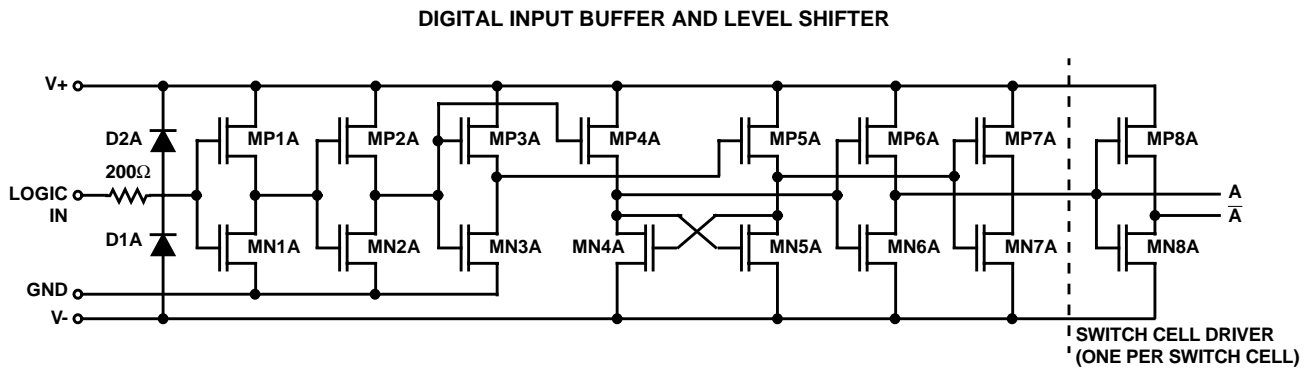 DIGITAL INPUT BUFFER AND LEVEL SHIFTER
V+
D2A
MP1A
MP2A
MP3A
MP4A
MP5A
MP6A
MP7A
MP8A
200Ω
LOGIC
IN
A
A̅
D1A
MN1A
MN2A
MN3A
MN4A
MN5A
MN6A
MN7A
MN8A
GND
V-
SWITCH CELL DRIVER
(ONE PER SWITCH CELL)